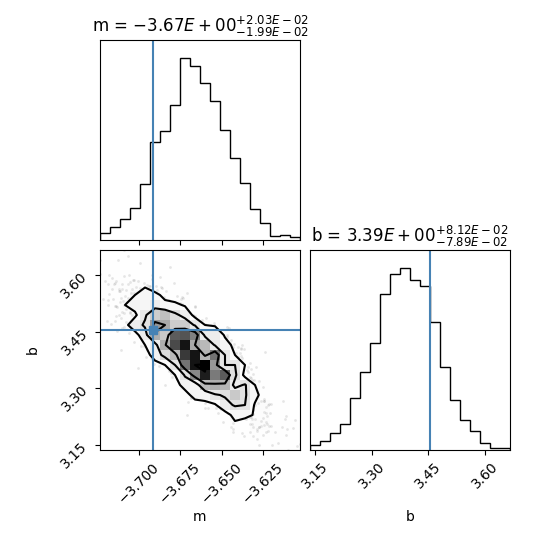 m = −3.67E + 00 +2.03E − 02 −1.99E − 02
b = 3.39E + 00 +8.12E − 02 −7.89E − 02
3.60
3.45
3.30
3.15
b
−3.700 −3.675 −3.650 −3.625
m
3.15 3.30 3.45 3.60
b